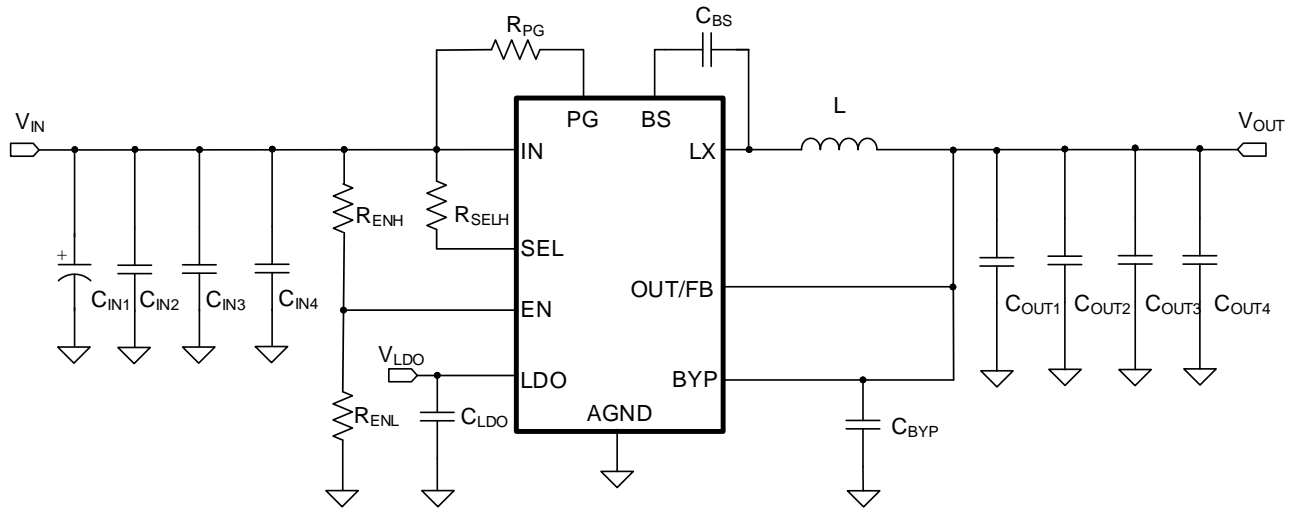 C_BS
R_PG
PG
BS
L
V_IN
V_OUT
IN
LX
R_ENH
R_SELH
SEL
OUT/FB
C_IN1
C_IN2
C_IN3
C_IN4
EN
C_OUT1
C_OUT2
C_OUT3
C_OUT4
V_LDO
LDO
BYP
R_ENL
C_LDO
AGND
C_BYP
+